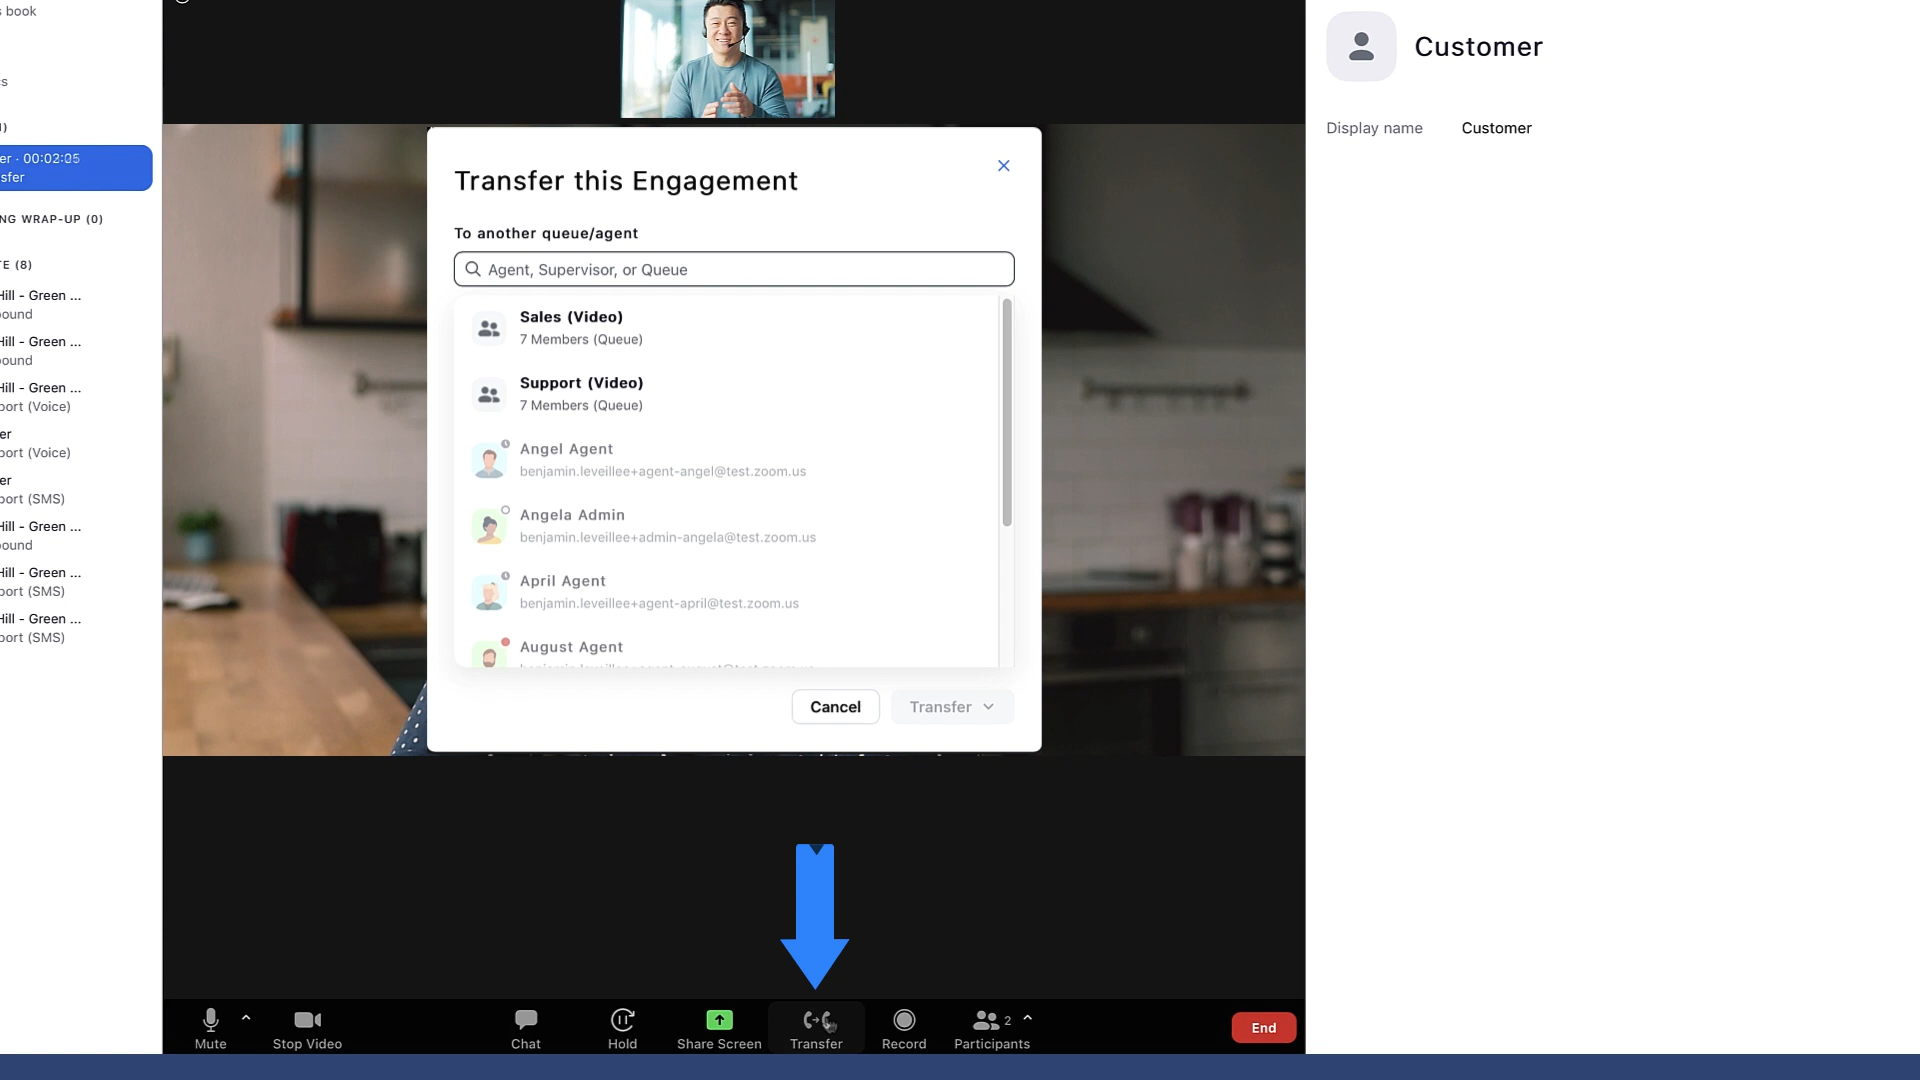 s book
cs
er · 00:02:05
sfer
NG WRAP-UP (0)
TE (8)
Hill - Green ...
ound
Hill - Green ...
ound
Hill - Green ...
port (Voice)
er
port (Voice)
er
port (SMS)
Hill - Green ...
ound
Hill - Green ...
port (SMS)
Hill - Green ...
port (SMS)
Transfer this Engagement
To another queue/agent
Agent, Supervisor, or Queue
Sales (Video)
7 Members (Queue)
Support (Video)
7 Members (Queue)
Angel Agent
benjamin.leveillee+agent-angel@test.zoom.us
Angela Admin
benjamin.leveillee+admin-angela@test.zoom.us
April Agent
benjamin.leveillee+agent-april@test.zoom.us
August Agent
Cancel
Transfer
Mute
Stop Video
Chat
Hold
Share Screen
Transfer
Record
2
Participants
End
Customer
Display name
Customer